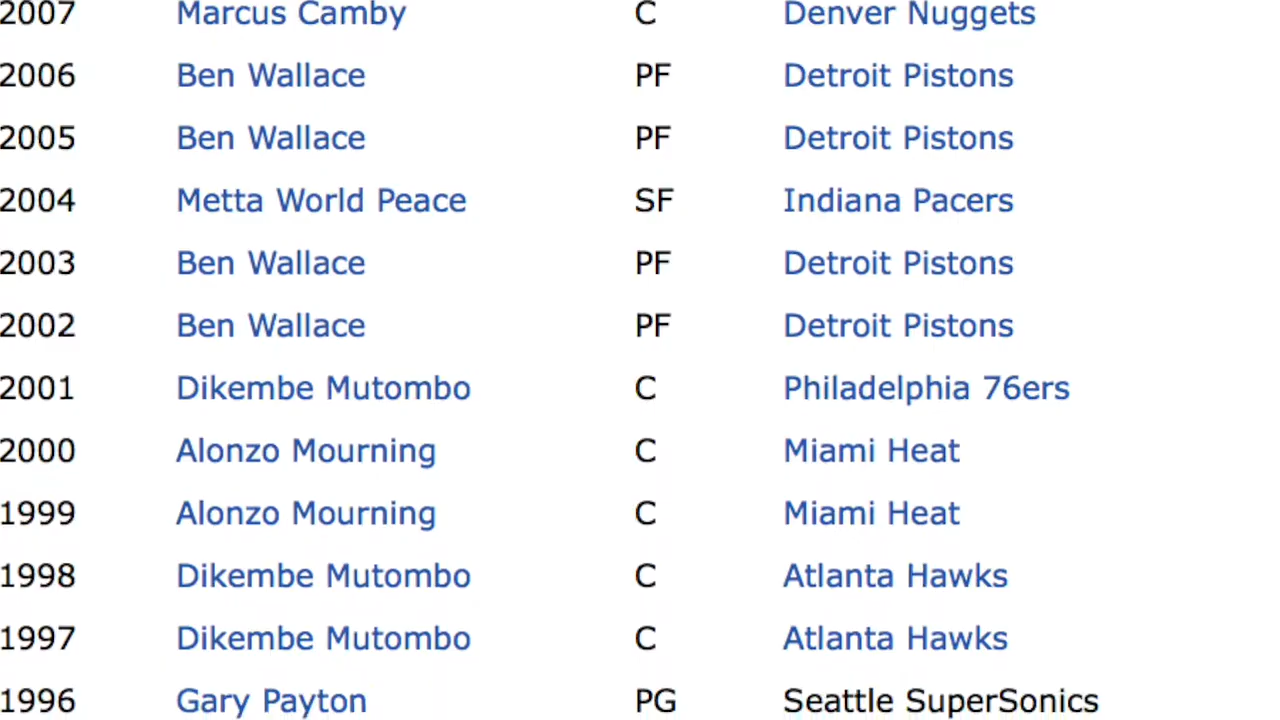 2007 Marcus Camby C Denver Nuggets
2006 Ben Wallace PF Detroit Pistons
2005 Ben Wallace PF Detroit Pistons
2004 Metta World Peace SF Indiana Pacers
2003 Ben Wallace PF Detroit Pistons
2002 Ben Wallace PF Detroit Pistons
2001 Dikembe Mutombo C Philadelphia 76ers
2000 Alonzo Mourning C Miami Heat
1999 Alonzo Mourning C Miami Heat
1998 Dikembe Mutombo C Atlanta Hawks
1997 Dikembe Mutombo C Atlanta Hawks
1996 Gary Payton PG Seattle SuperSonics